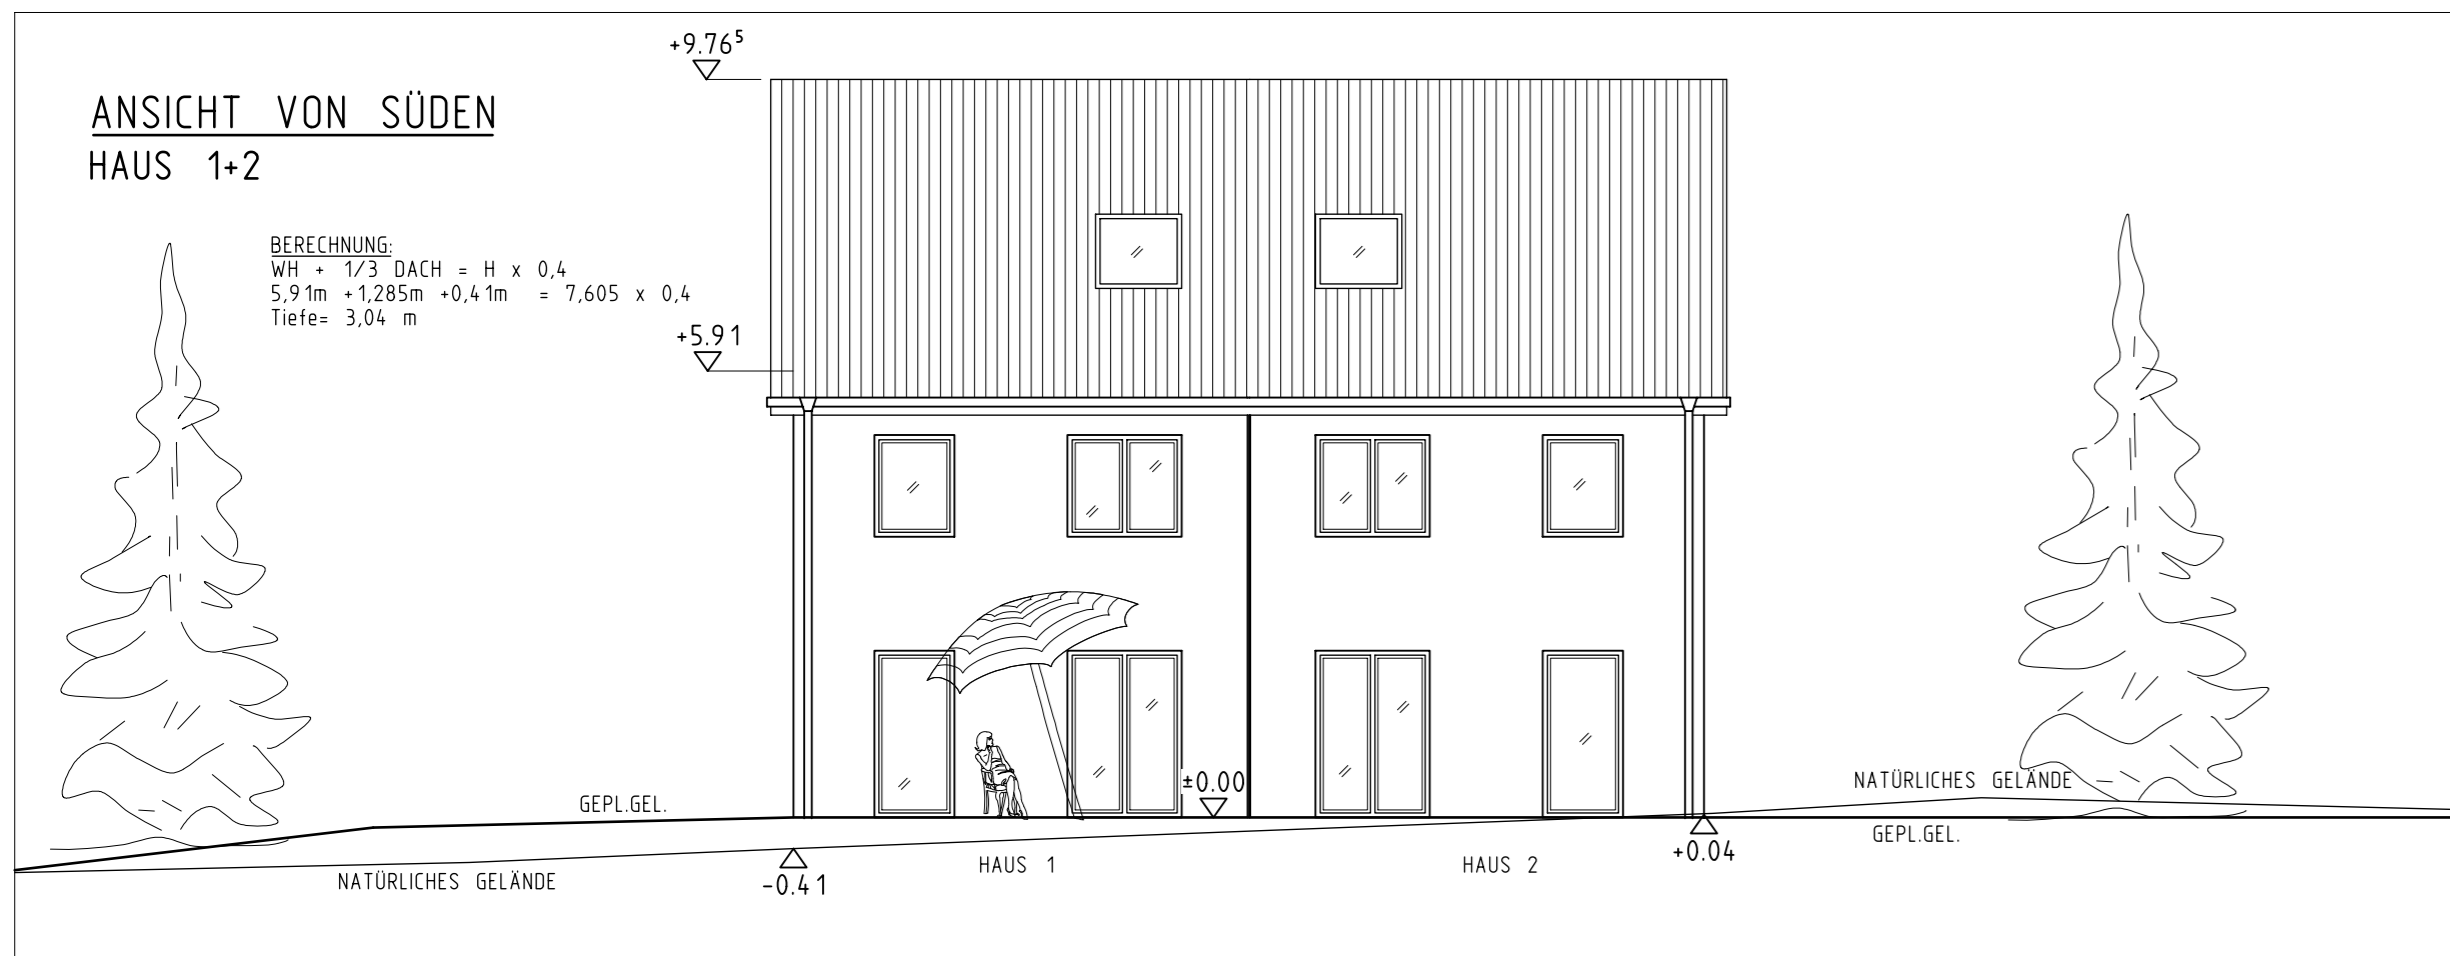 +9.76⁵
ANSICHT VON SÜDEN
HAUS 1+2
BERECHNUNG:
WH + 1/3 DACH = H x 0,4
5,91m +1,285m +0,41m = 7,605 x 0,4
Tiefe= 3,04 m
+5.91
±0.00
NATÜRLICHES GELÄNDE
GEPL.GEL.
GEPL.GEL.
+0.04
HAUS 1
HAUS 2
NATÜRLICHES GELÄNDE
-0.41